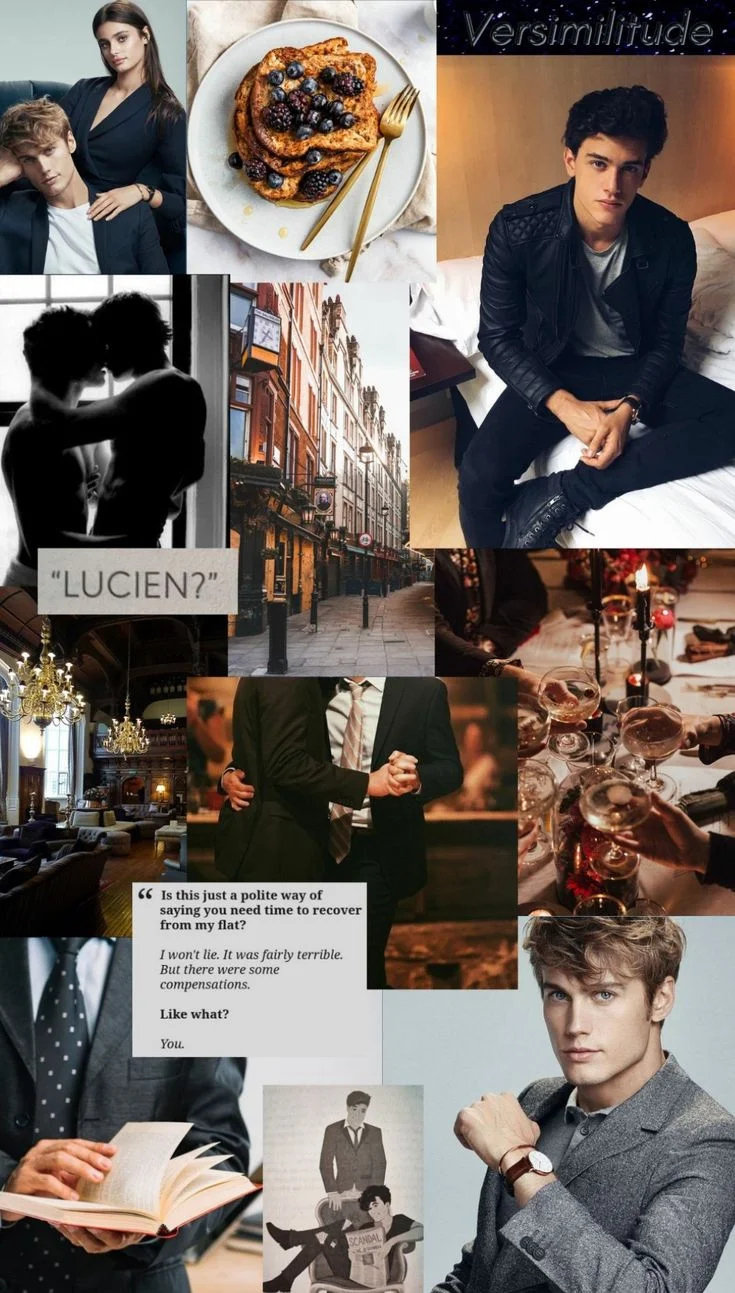 Versimilitude
“LUCIEN?”
“ Is this just a polite way of
saying you need time to recover
from my flat?
I won't lie. It was fairly terrible.
But there were some
compensations.
Like what?
You.
SCANDAL